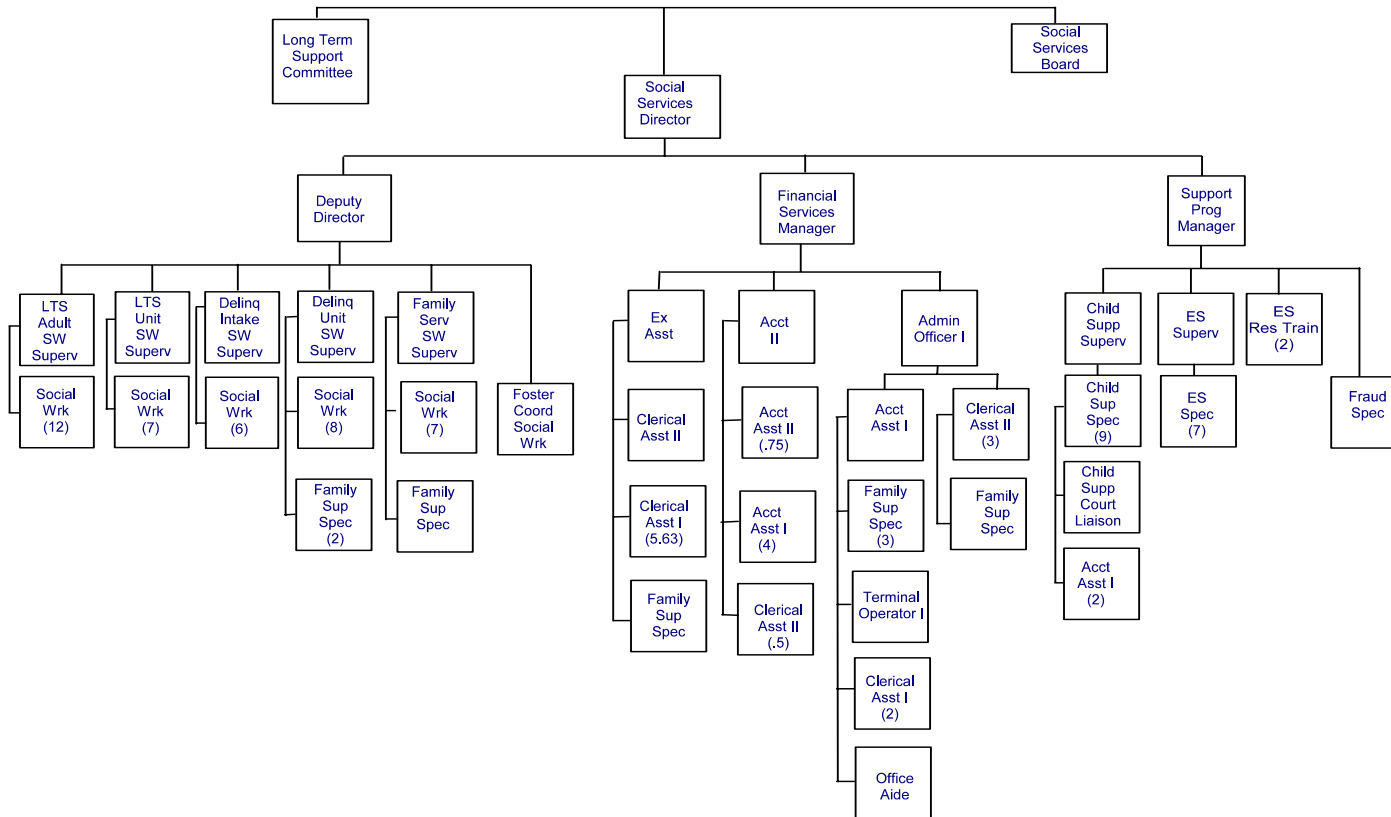 Long Term
Support
Committee
Social
Services
Board
Social
Services
Director
Deputy
Director
Financial
Services
Manager
Support
Prog
Manager
LTS
Adult
SW
Superv
LTS
Unit
SW
Superv
Delinq
Intake
SW
Superv
Delinq
Unit
SW
Superv
Family
Serv
SW
Superv
Ex
Asst
Acct
II
Admin
Officer I
Child
Supp
Superv
ES
Superv
ES
Res Train
(2)
Social
Wrk
(12)
Social
Wrk
(7)
Social
Wrk
(6)
Social
Wrk
(8)
Social
Wrk
(7)
Foster
Coord
Social
Wrk
Clerical
Asst II
Acct
Asst II
(.75)
Acct
Asst I
Clerical
Asst II
(3)
Child
Sup
Spec
(9)
ES
Spec
(7)
Fraud
Spec
Family
Sup
Spec
(2)
Family
Sup
Spec
Clerical
Asst I
(5.63)
Acct
Asst I
(4)
Family
Sup
Spec
(3)
Family
Sup
Spec
Child
Supp
Court
Liaison
Family
Sup
Spec
Clerical
Asst II
(.5)
Terminal
Operator I
Acct
Asst I
(2)
Clerical
Asst I
(2)
Office
Aide